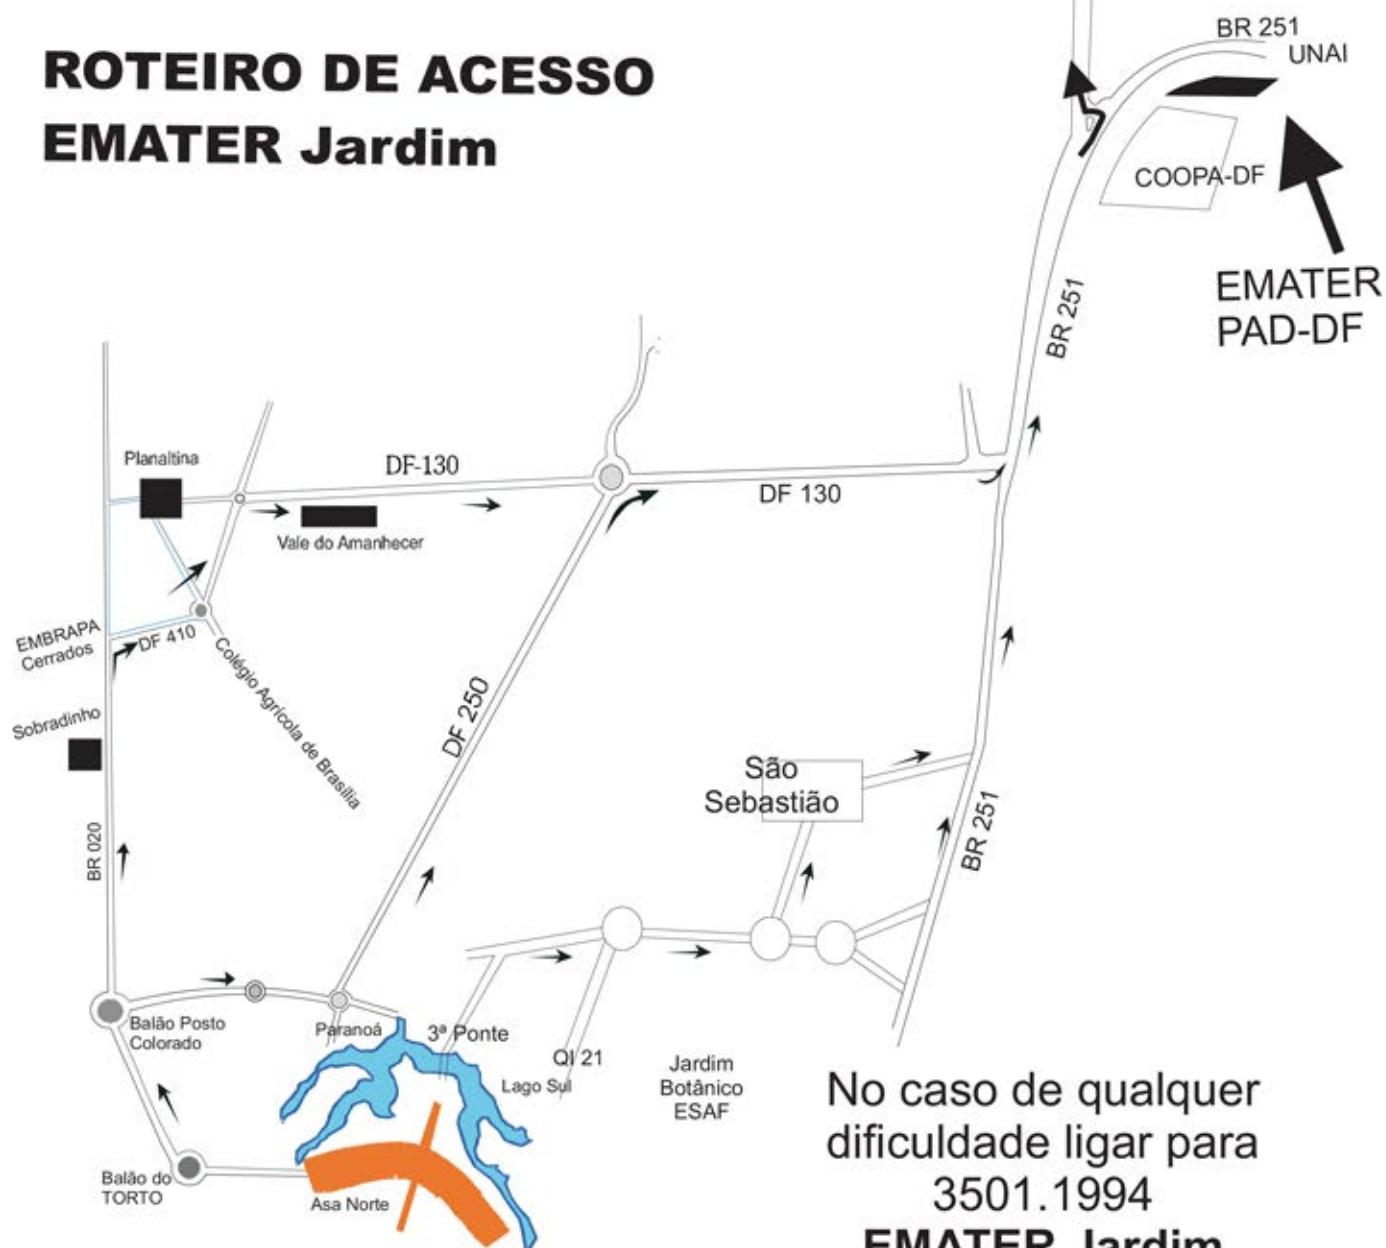 ROTEIRO DE ACESSO
EMATER Jardim
BR 251
UNAI
COOPA-DF
EMATER
PAD-DF
BR 251
Planaltina
DF-130
DF 130
Vale do Amanhecer
EMBRAPA
Cerrados
DF 410
Colégio Agrícola de Brasília
Sobradinho
DF 250
São
Sebastião
BR 020
BR 251
Balão Posto
Colorado
Paranoá
3ª Ponte
QI 21
Lago Sul
Jardim
Botânico
ESAF
Balão do
TORTO
Asa Norte
No caso de qualquer
dificuldade ligar para
3501.1994
EMATER Jardim